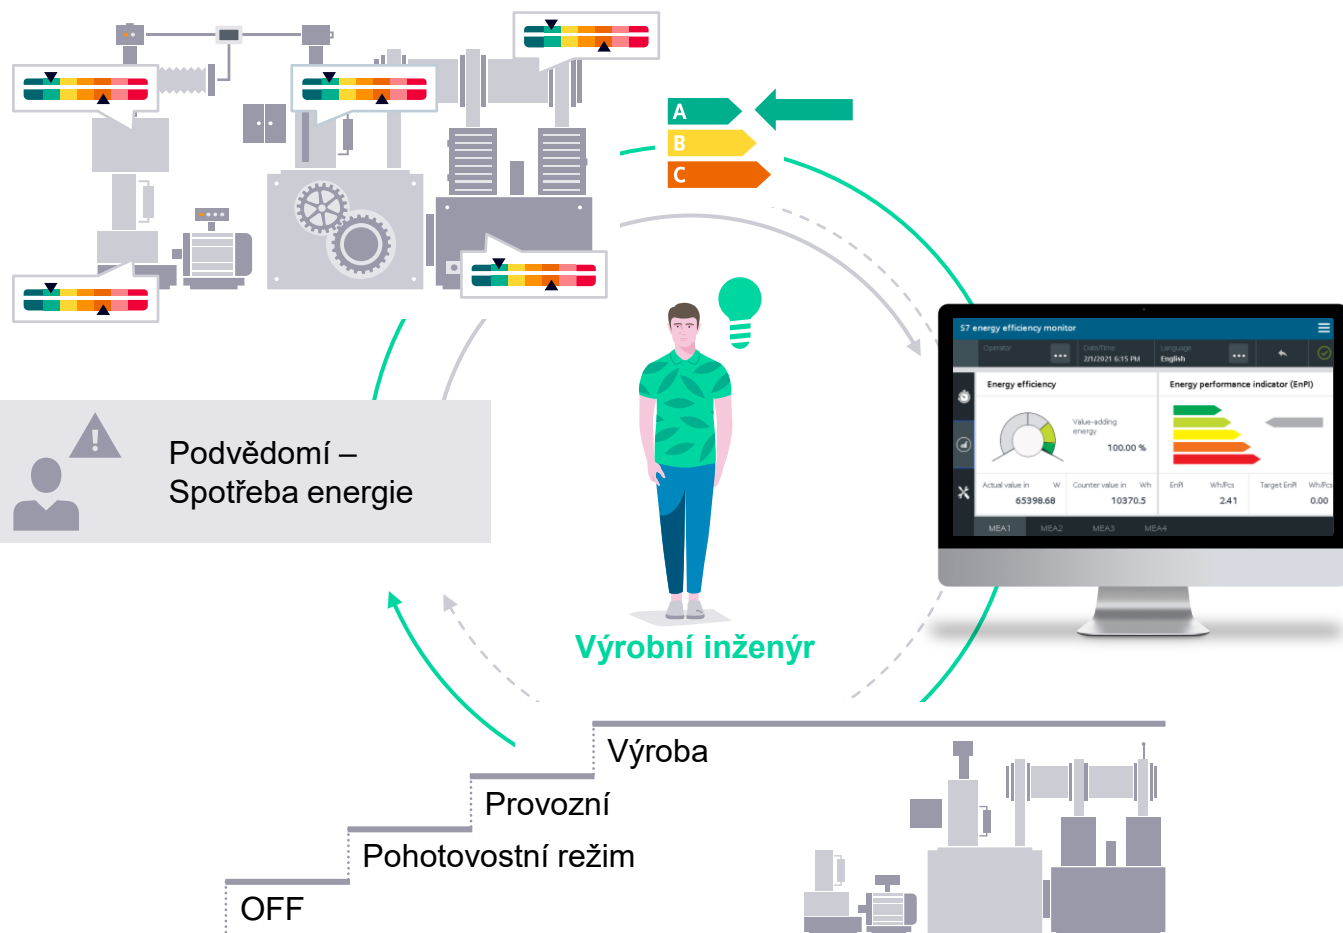 A
B
C
S7 energy efficiency monitor
Operator
Date/Time
2/1/2021 6:15 PM
Language
English
Energy efficiency
Energy performance indicator (EnPI)
Value-adding
energy
100.00 %
Actual value in W
65398.68
Counter value in Wh
10370.5
EnPI Wh/Pcs
2.41
Target EnPI Wh/Pcs
0.00
MEA1 MEA2 MEA3 MEA4
Podvědomí –
Spotřeba energie
Výrobní inženýr
Výroba
Provozní
Pohotovostní režim
OFF